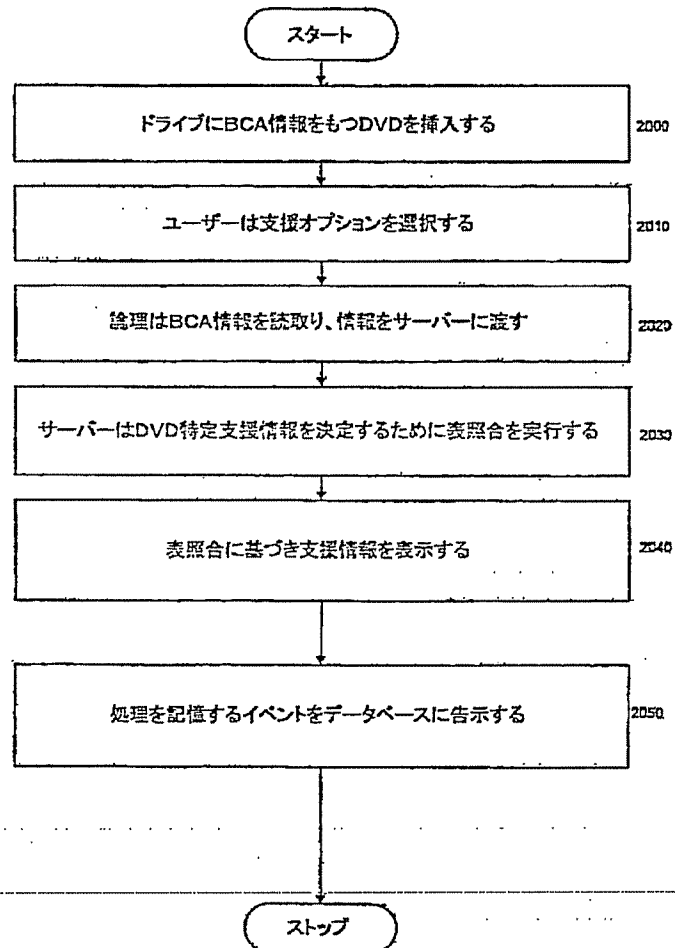 スタート
ドライブにBCA情報をもつDVDを挿入する
2000
ユーザーは支援オプションを選択する
2010
論理はBCA情報を読取り、情報をサーバーに渡す
2020
サーバーはDVD特定支援情報を決定するために表照合を実行する
2030
表照合に基づき支援情報を表示する
2040
処理を記憶するイベントをデータベースに告示する
2050
ストップ